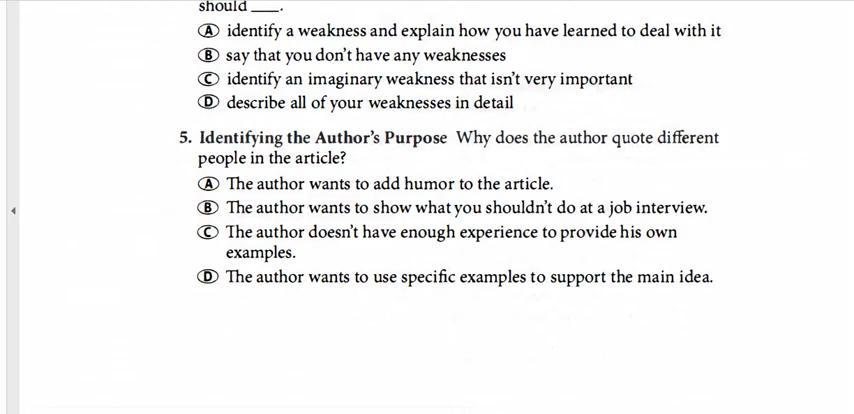 should ___.
Ⓐ identify a weakness and explain how you have learned to deal with it
Ⓑ say that you don't have any weaknesses
Ⓒ identify an imaginary weakness that isn't very important
Ⓓ describe all of your weaknesses in detail
5. Identifying the Author's Purpose Why does the author quote different
people in the article?
Ⓐ The author wants to add humor to the article.
Ⓑ The author wants to show what you shouldn't do at a job interview.
Ⓒ The author doesn't have enough experience to provide his own
examples.
Ⓓ The author wants to use specific examples to support the main idea.